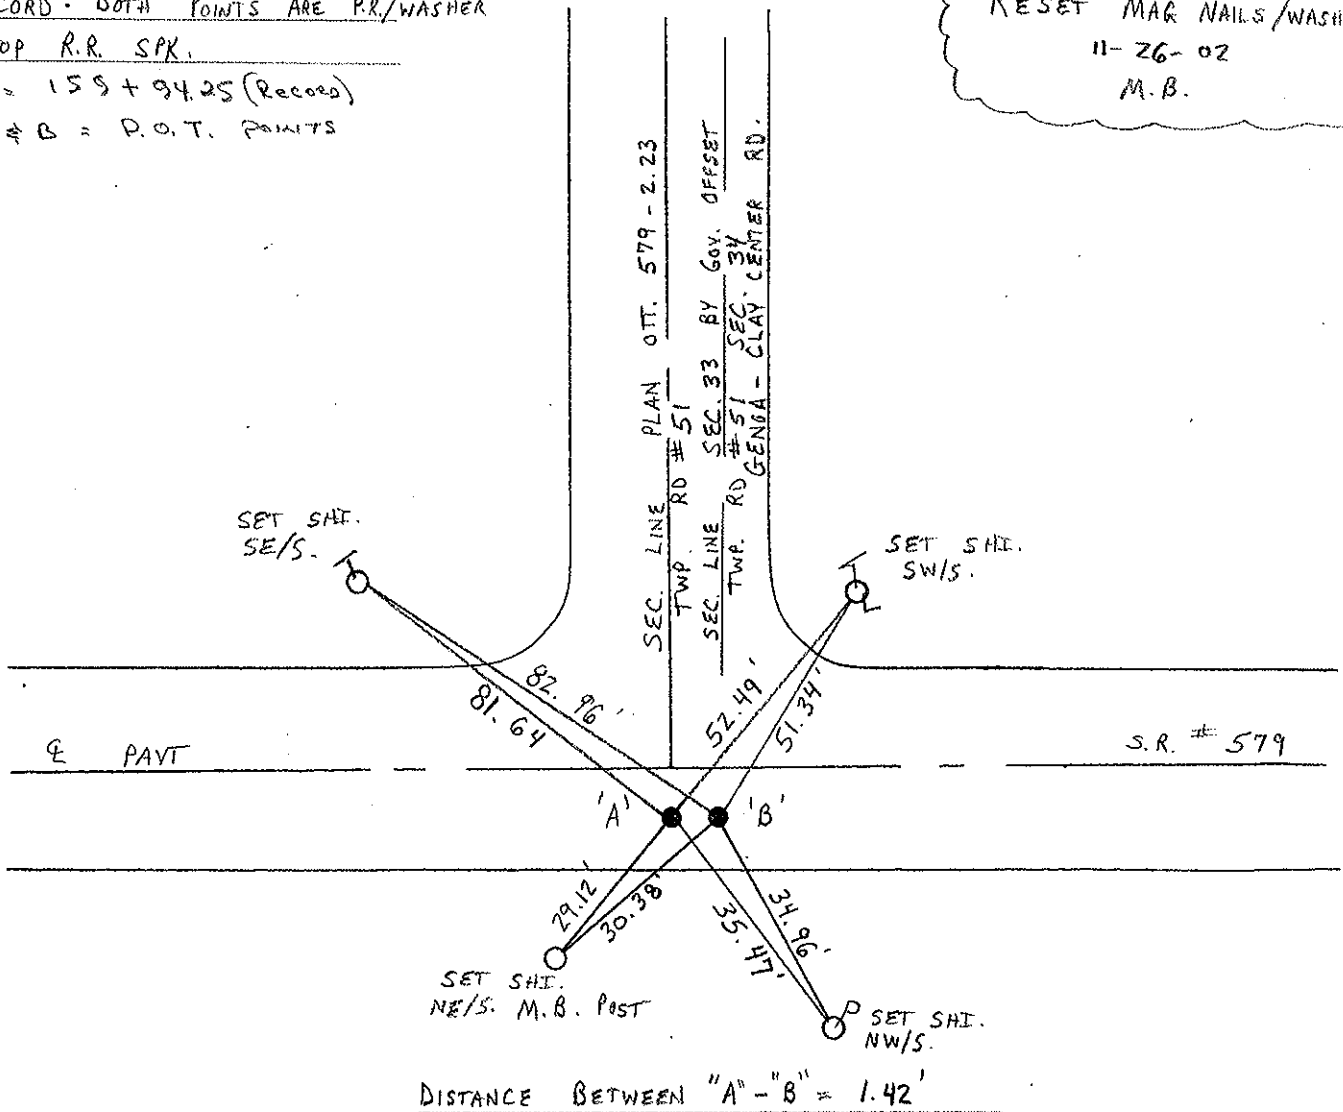 CORD. BOTH POINTS ARE P.K./WASHER
OP R.R. SPK.
= 159 + 94.25 (Record)
& B = P.O.T. POINTS
RESET MAG NAILS/WASH
11-26-02
M.B.
SEC. LINE PLAN OTT. 579-2.23
TWP. RD #51
SEC. LINE SEC. 33 BY GOV. OFFSET
TWP. RD #51 SEC. 34
GENOA - CLAY CENTER RD.
SET SHI.
SE/S.
SET SHI.
SW/S.
82.96'
81.64
52.49'
51.34'
℄ PAVT
S.R. # 579
'A'
'B'
29.12'
30.38'
35.47'
34.96'
SET SHI.
NE/S. M.B. POST
SET SHI.
NW/S.
DISTANCE BETWEEN "A" - "B" = 1.42'